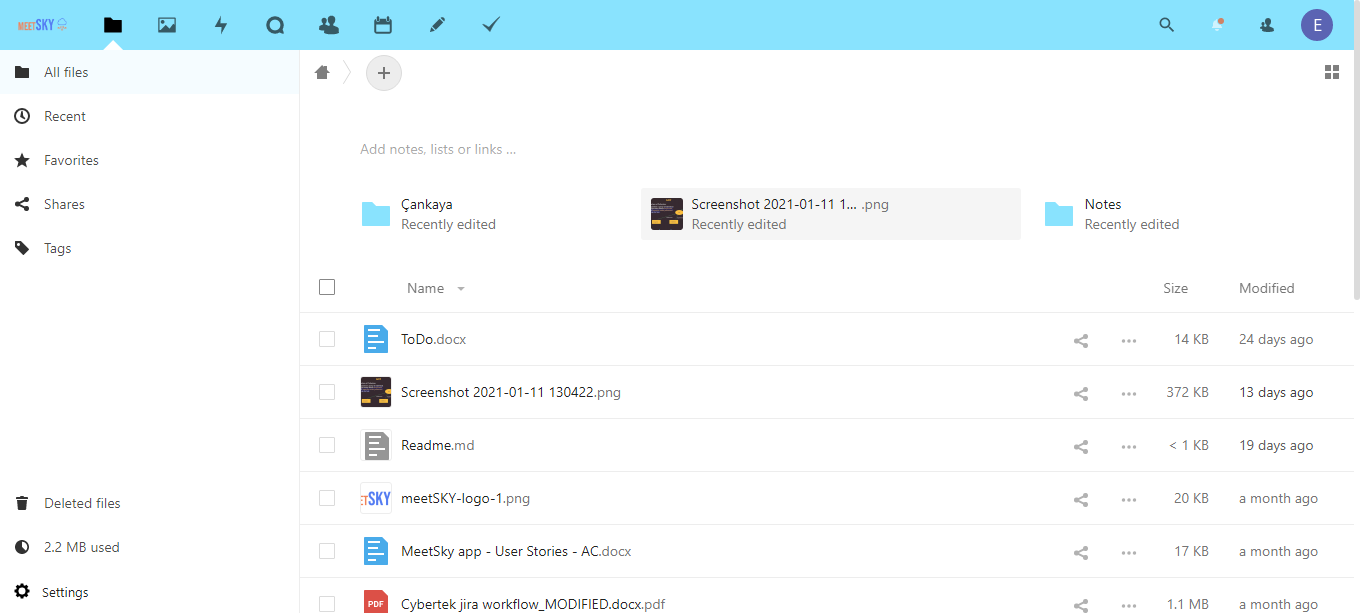 MEETSKY
E
All files
Recent
Favorites
Shares
Tags
Deleted files
2.2 MB used
Settings
Add notes, lists or links ...
Çankaya
Recently edited
Screenshot 2021-01-11 1... .png
Recently edited
Notes
Recently edited
Name Size Modified
ToDo.docx 14 KB 24 days ago
Screenshot 2021-01-11 130422.png 372 KB 13 days ago
Readme.md < 1 KB 19 days ago
ETSKY meetSKY-logo-1.png 20 KB a month ago
MeetSky app - User Stories - AC.docx 17 KB a month ago
PDF Cybertek jira workflow_MODIFIED.docx.pdf 1.1 MB a month ago